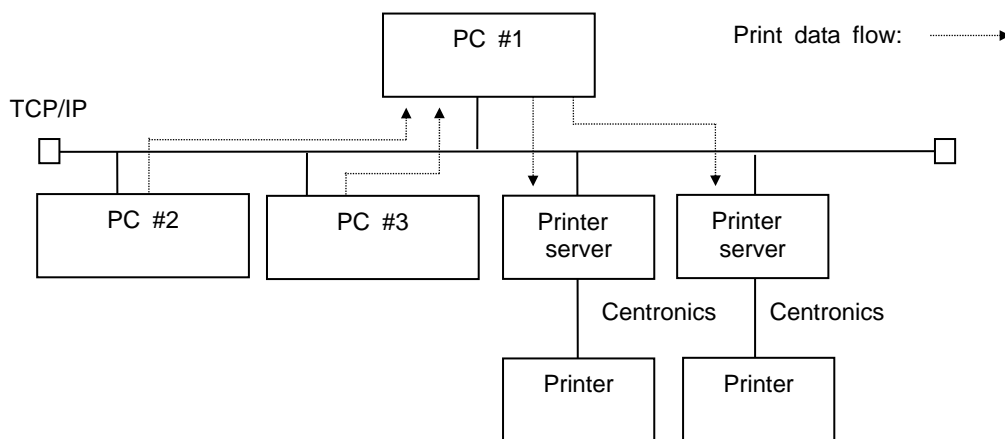 PC #1
Print data flow:
TCP/IP
PC #2
PC #3
Printer
server
Printer
server
Centronics
Centronics
Printer
Printer